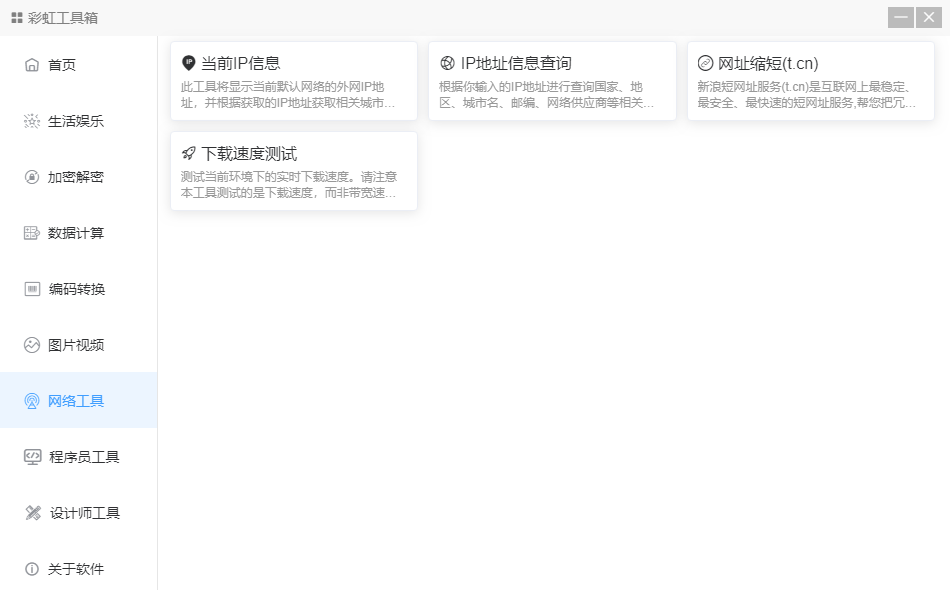 彩虹工具箱
首页
生活娱乐
加密解密
数据计算
编码转换
图片视频
网络工具
程序员工具
设计师工具
关于软件
当前IP信息
此工具将显示当前默认网络的外网IP地
址，并根据获取的IP地址获取相关城市...
IP地址信息查询
根据你输入的IP地址进行查询国家、地
区、城市名、邮编、网络供应商等相关...
网址缩短(t.cn)
新浪短网址服务(t.cn)是互联网上最稳定、
最安全、最快速的短网址服务,帮您把冗...
下载速度测试
测试当前环境下的实时下载速度。请注意
本工具测试的是下载速度，而非带宽速...